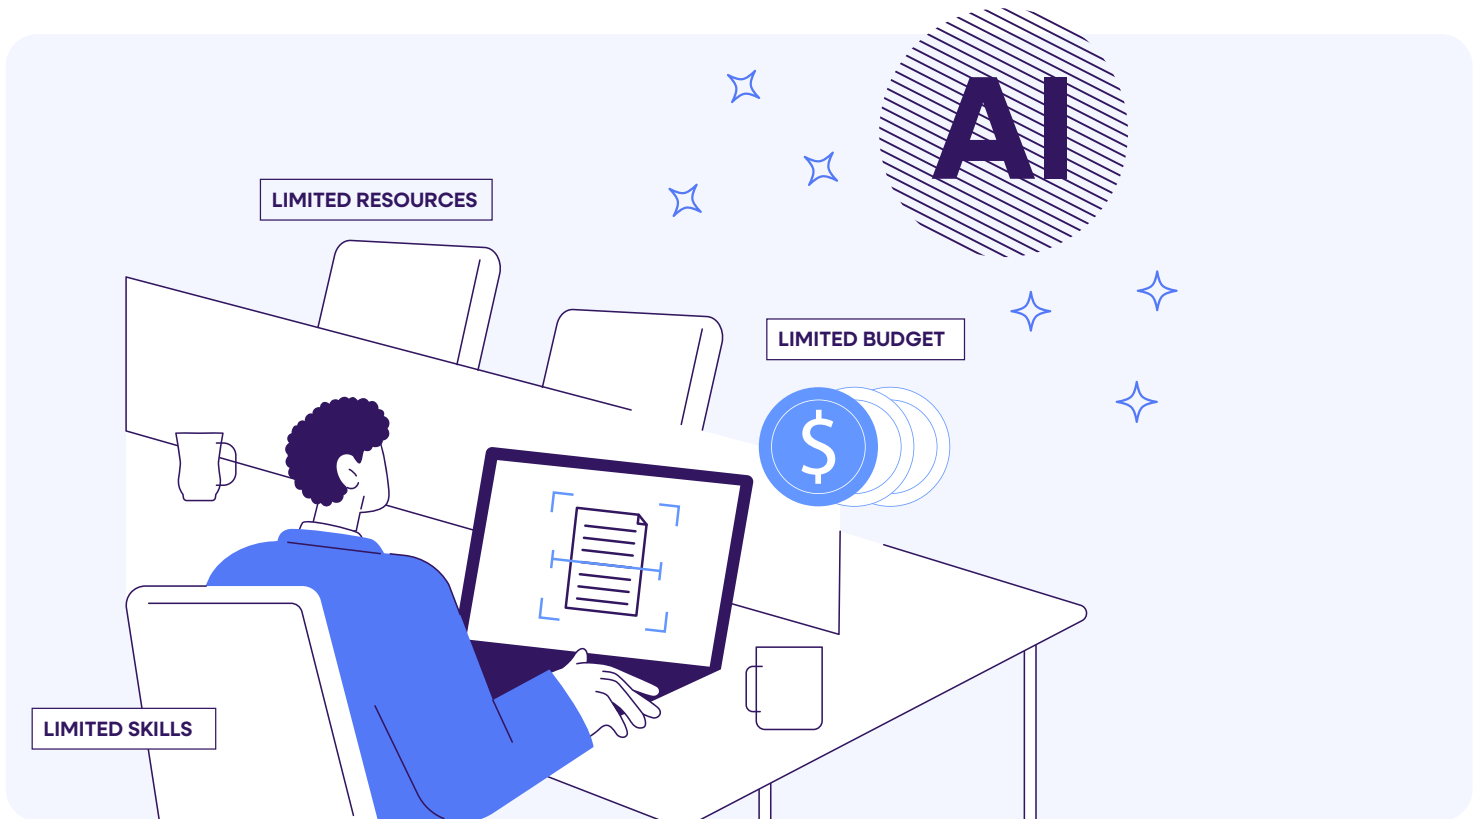 AI
LIMITED RESOURCES
LIMITED BUDGET
$
LIMITED SKILLS